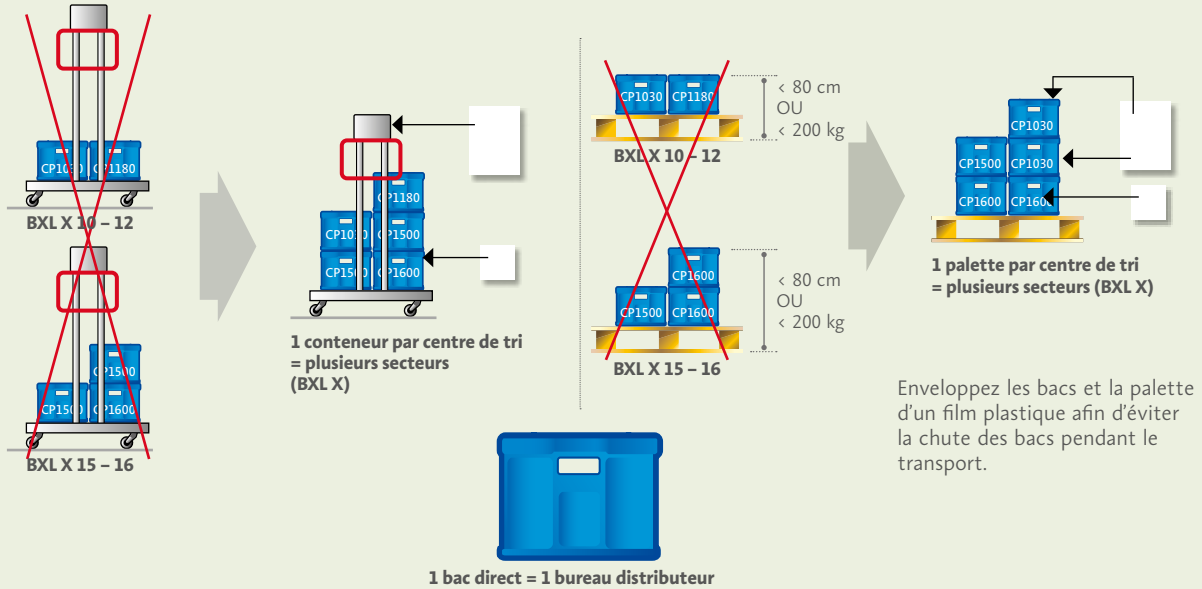 CP1030 CP1180
BXL X 10 – 12
CP1500
CP1500 CP1600
BXL X 15 – 16
CP1180
CP1030 CP1500
CP1500 CP1600
1 conteneur par centre de tri
= plusieurs secteurs
(BXL X)
CP1030 CP1180
BXL X 10 – 12
< 80 cm
OU
< 200 kg
CP1600
CP1500 CP1600
BXL X 15 – 16
< 80 cm
OU
< 200 kg
CP1030
CP1500 CP1030
CP1600 CP1600
1 palette par centre de tri
= plusieurs secteurs (BXL X)
Enveloppez les bacs et la palette
d'un film plastique afin d'éviter
la chute des bacs pendant le
transport.
1 bac direct = 1 bureau distributeur